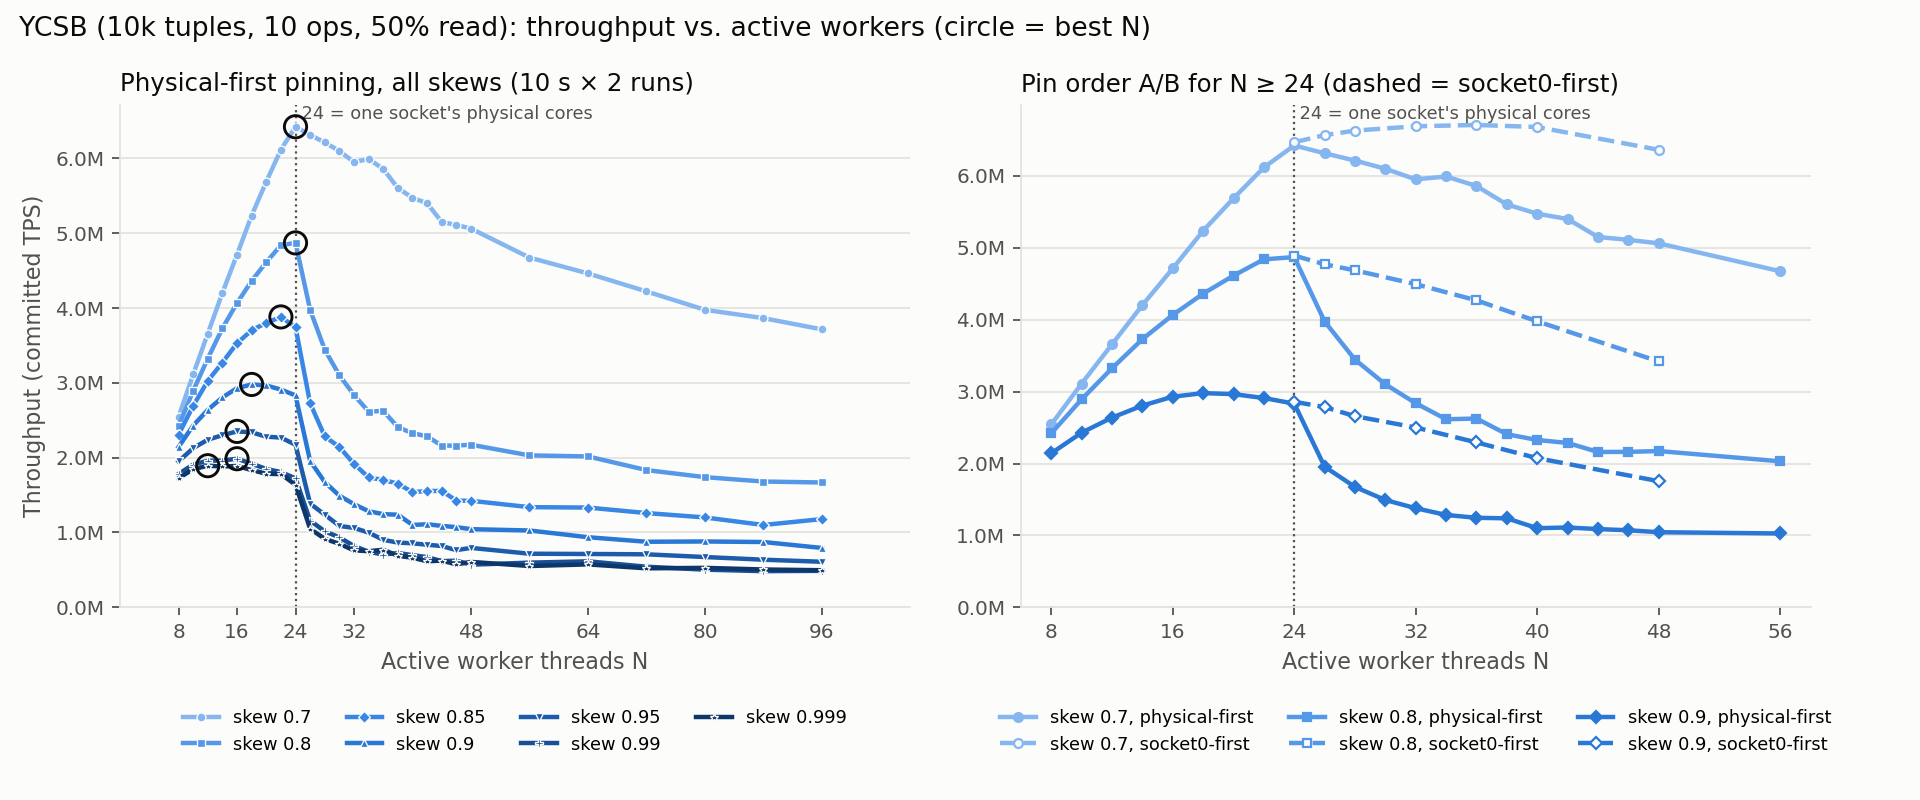 YCSB (10k tuples, 10 ops, 50% read): throughput vs. active workers (circle = best N)
Physical-first pinning, all skews (10 s × 2 runs)
24 = one socket's physical cores
Throughput (committed TPS)
6.0M
5.0M
4.0M
3.0M
2.0M
1.0M
0.0M
8 16 24 32 48 64 80 96
Active worker threads N
skew 0.7 skew 0.85 skew 0.95 skew 0.999
skew 0.8 skew 0.9 skew 0.99
Pin order A/B for N ≥ 24 (dashed = socket0-first)
24 = one socket's physical cores
6.0M
5.0M
4.0M
3.0M
2.0M
1.0M
0.0M
8 16 24 32 40 48 56
Active worker threads N
skew 0.7, physical-first skew 0.8, physical-first skew 0.9, physical-first
skew 0.7, socket0-first skew 0.8, socket0-first skew 0.9, socket0-first